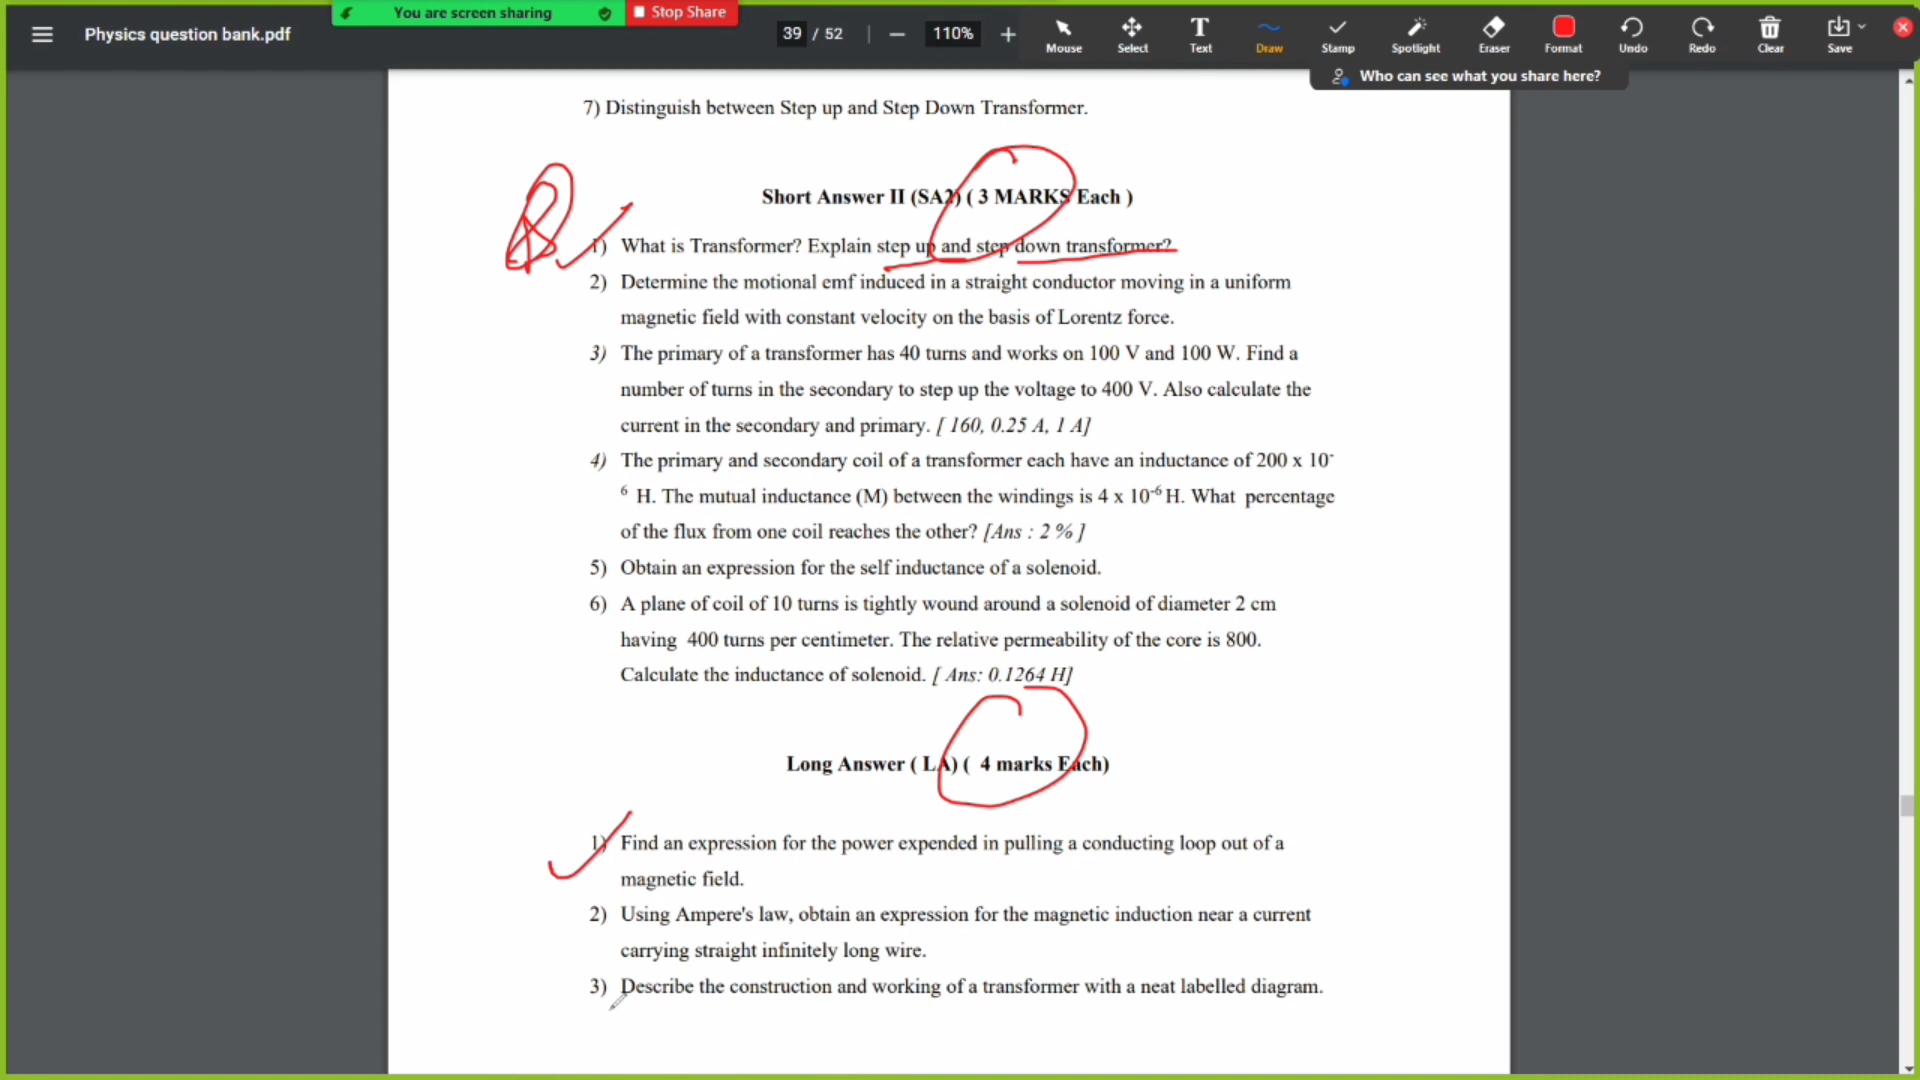 You are screen sharing
Stop Share
Physics question bank.pdf
39 / 52
110%
Mouse
Select
Text
Draw
Stamp
Spotlight
Eraser
Format
Undo
Redo
Clear
Save
Who can see what you share here?
7) Distinguish between Step up and Step Down Transformer.
Short Answer II (SA2) ( 3 MARKS Each )
1) What is Transformer? Explain step up and step down transformer?
2) Determine the motional emf induced in a straight conductor moving in a uniform
magnetic field with constant velocity on the basis of Lorentz force.
3) The primary of a transformer has 40 turns and works on 100 V and 100 W. Find a
number of turns in the secondary to step up the voltage to 400 V. Also calculate the
current in the secondary and primary. [ 160, 0.25 A, 1 A]
4) The primary and secondary coil of a transformer each have an inductance of 200 x 10⁻
⁶ H. The mutual inductance (M) between the windings is 4 x 10⁻⁶ H. What percentage
of the flux from one coil reaches the other? [Ans : 2 % ]
5) Obtain an expression for the self inductance of a solenoid.
6) A plane of coil of 10 turns is tightly wound around a solenoid of diameter 2 cm
having 400 turns per centimeter. The relative permeability of the core is 800.
Calculate the inductance of solenoid. [ Ans: 0.1264 H]
Long Answer ( LA) ( 4 marks Each)
1) Find an expression for the power expended in pulling a conducting loop out of a
magnetic field.
2) Using Ampere's law, obtain an expression for the magnetic induction near a current
carrying straight infinitely long wire.
3) Describe the construction and working of a transformer with a neat labelled diagram.